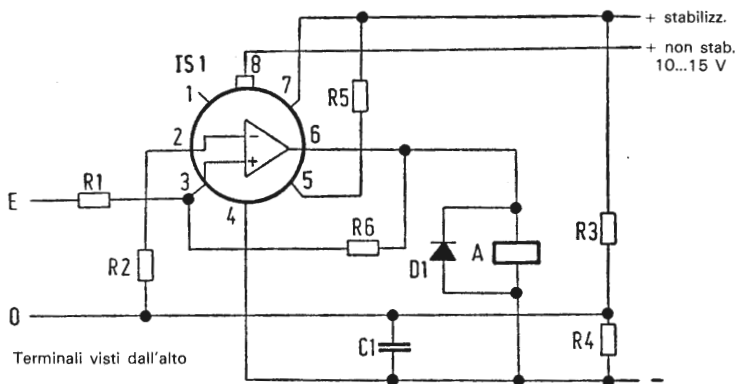 + stabilizz.
+ non stab.
10...15 V
IS1
8
7
1
R5
2
6
3
5
R1
E
4
R6
R2
R3
D1
A
0
C1
R4
Terminali visti dall'alto
-
+
-